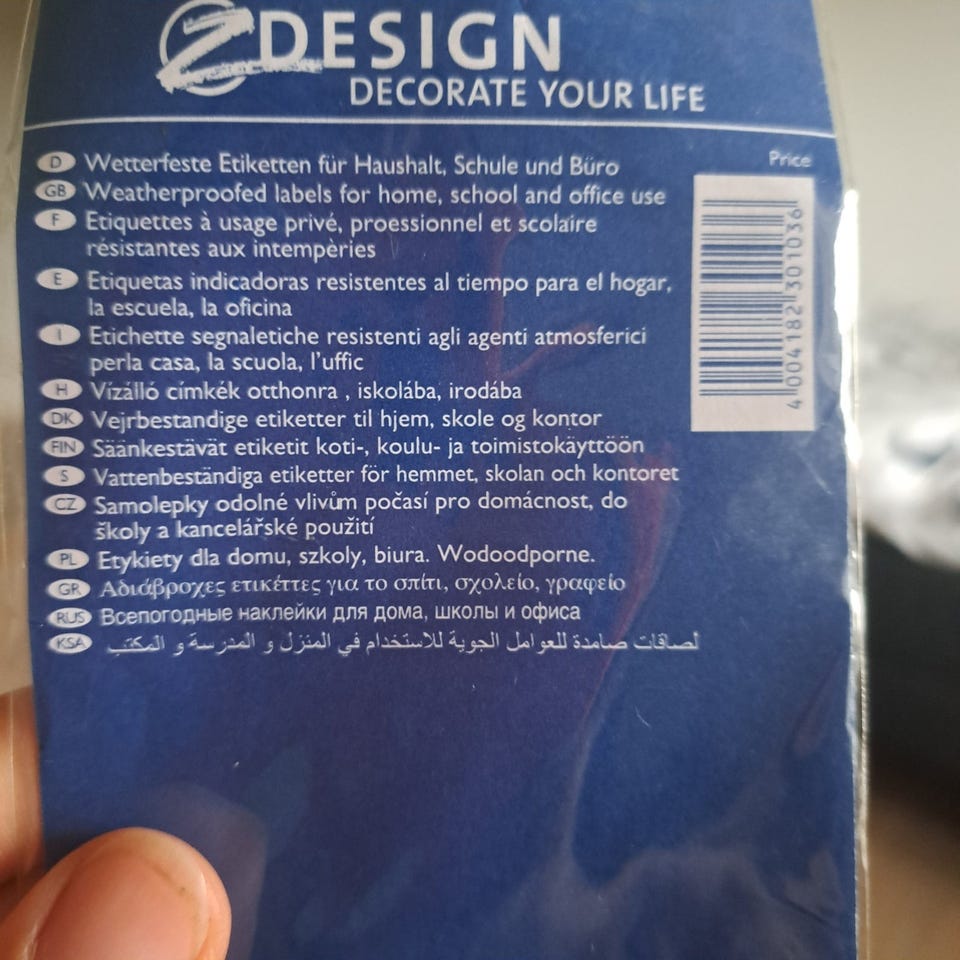 Z DESIGN
DECORATE YOUR LIFE
Price
D Wetterfeste Etiketten für Haushalt, Schule und Büro
GB Weatherproofed labels for home, school and office use
F Etiquettes à usage privé, proessionnel et scolaire
résistantes aux intempèries
E Etiquetas indicadoras resistentes al tiempo para el hogar,
la escuela, la oficina
I Etichette segnaletiche resistenti agli agenti atmosferici
perla casa, la scuola, l'uffic
H Vízálló címkék otthonra , iskolába, irodába
DK Vejrbestandige etiketter til hjem, skole og kontor
FIN Säänkestävät etiketit koti-, koulu- ja toimistokäyttöön
S Vattenbeständiga etiketter för hemmet, skolan och kontoret
CZ Samolepky odolné vlivům počasí pro domácnost, do
školy a kancelářské použití
PL Etykiety dla domu, szkoly, biura. Wodoodporne.
GR Αδιάβροχες ετικέττες για το σπίτι, σχολείο, γραφείο
RUS Всепогодные наклейки для дома, школы и офиса
KSA لصاقات صامدة للعوامل الجوية للاستخدام في المنزل و المدرسة و المكتب
4 004182 301036